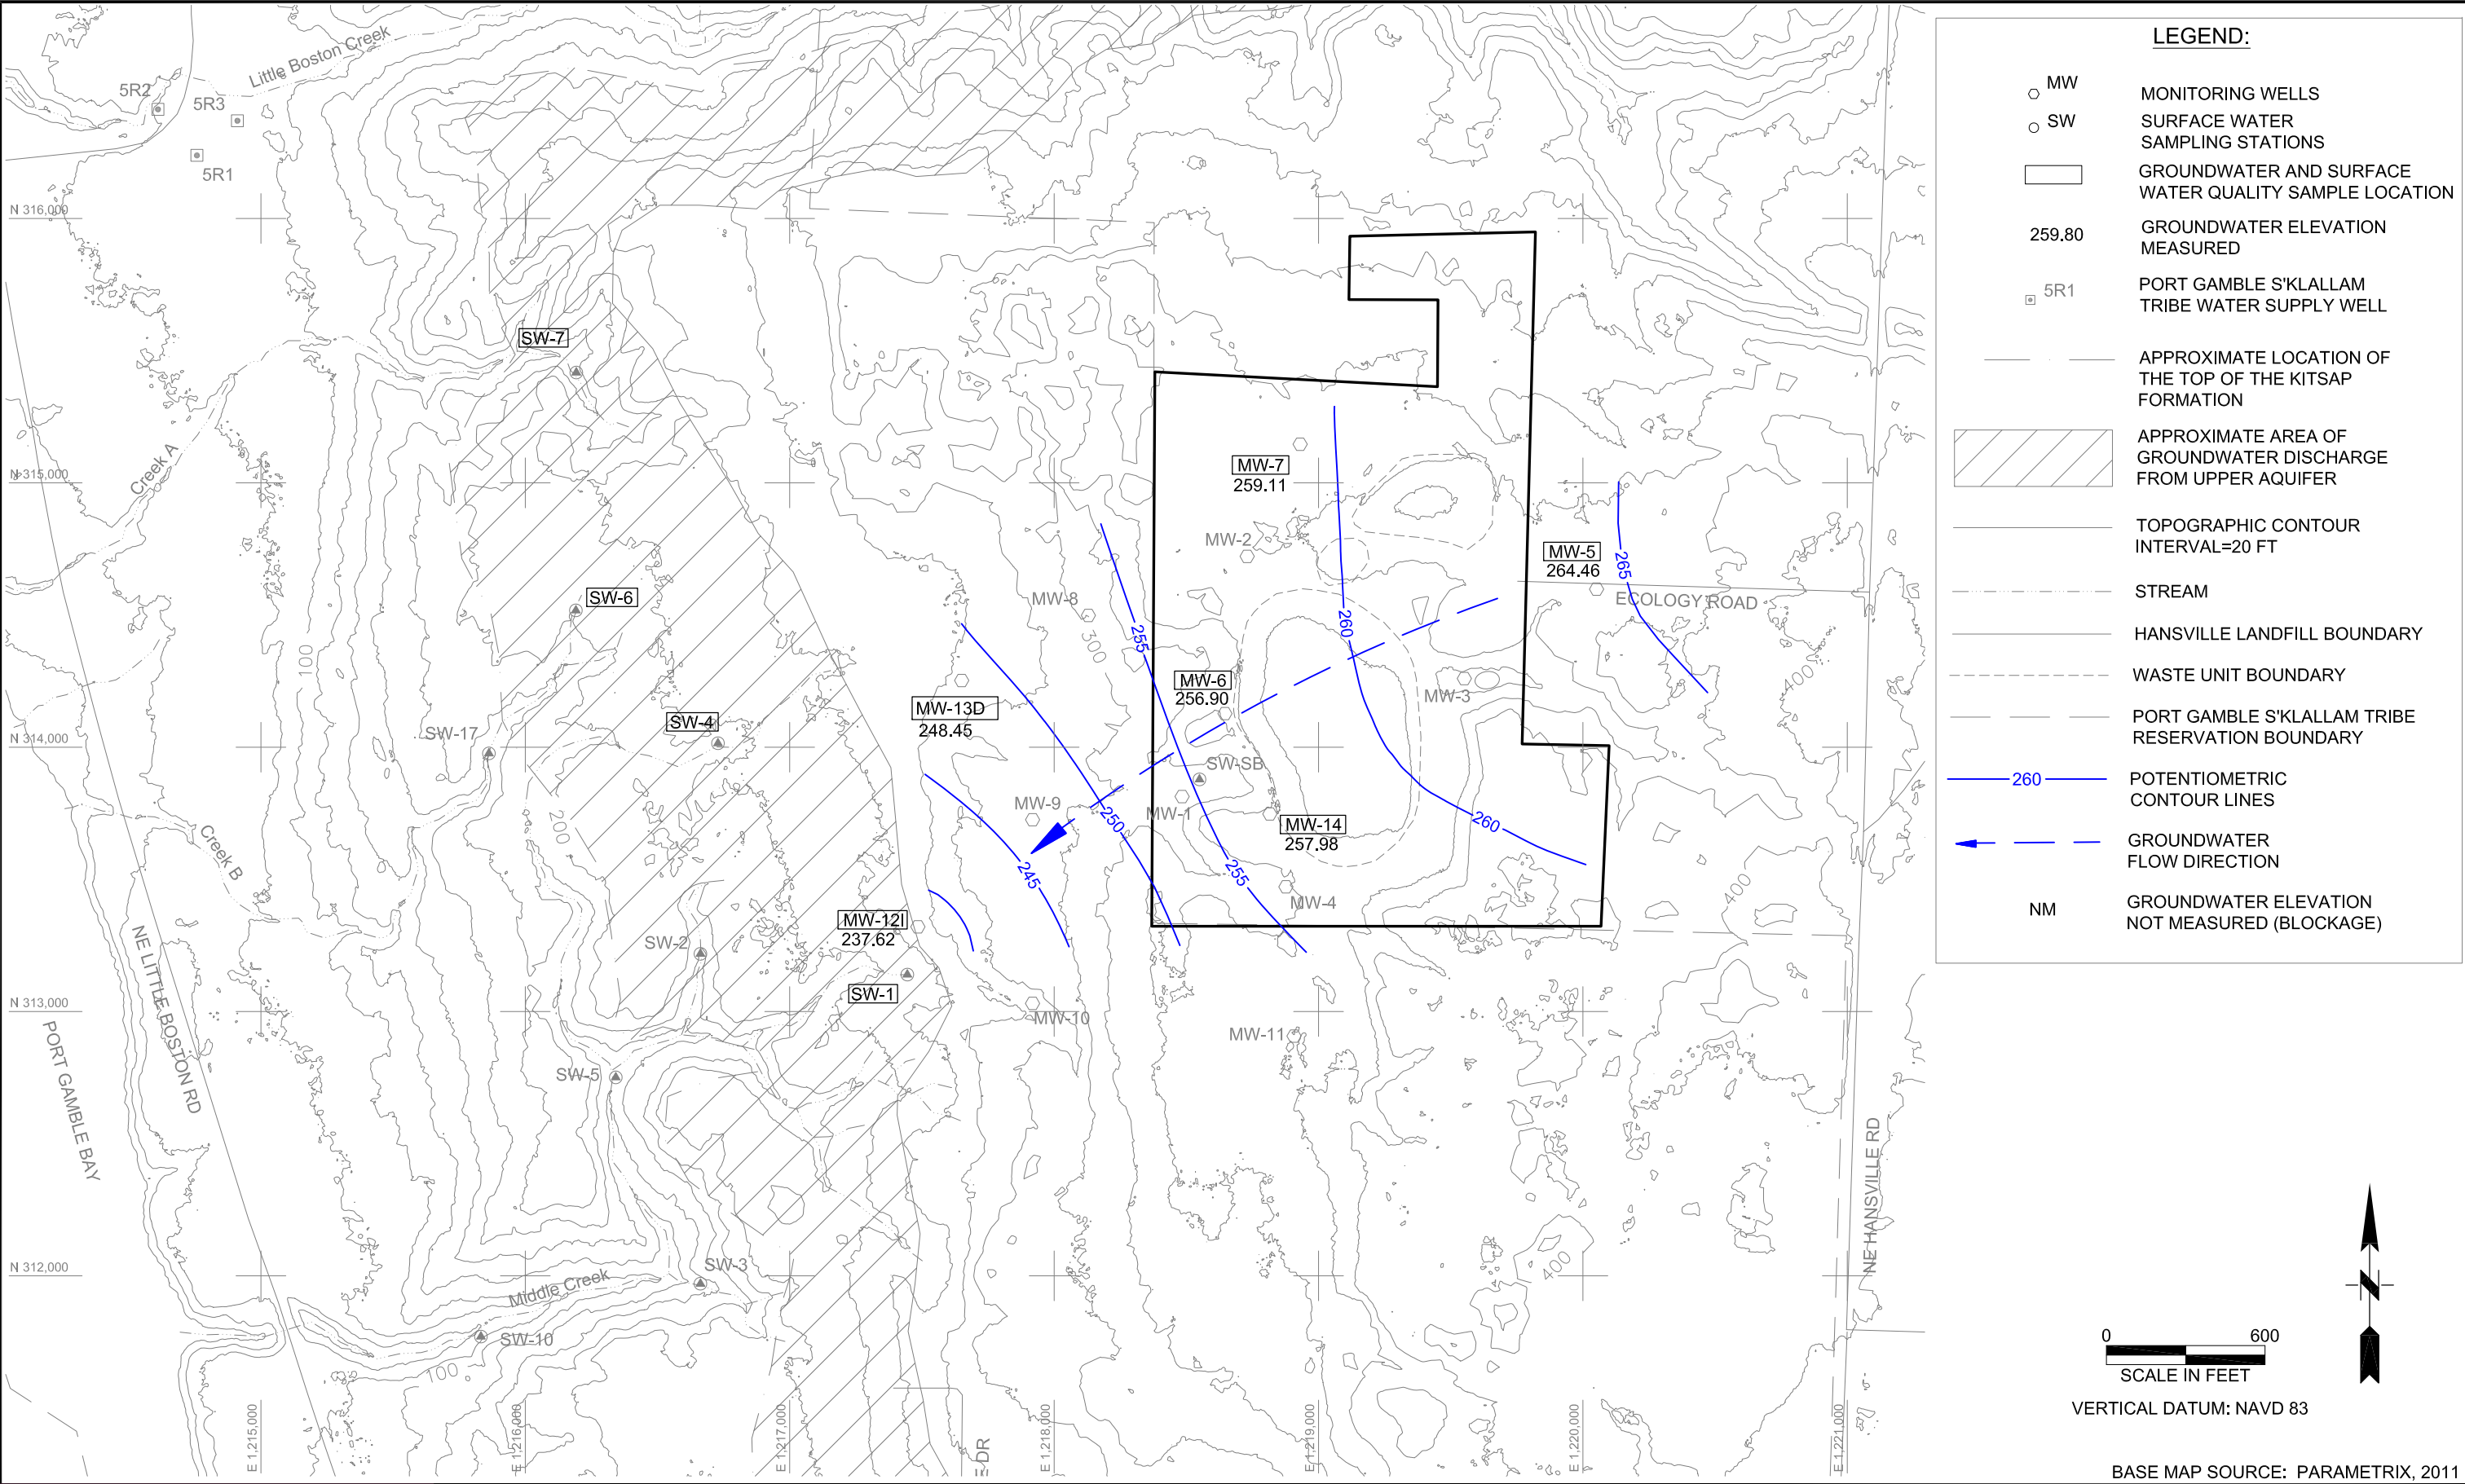 Little Boston Creek
5R2
5R3
5R1
N 316,000
SW-7
Creek A
N 315,000
MW-7
259.11
MW-2
MW-5
264.46
265
ECOLOGY ROAD
SW-6
MW-8
255
300
260
100
MW-6
256.90
MW-3
400
MW-13D
248.45
SW-4
SW-17
N 314,000
SW-SB
MW-9
250
MW-1
MW-14
257.98
260
200
Creek B
245
255
MW-4
400
MW-12I
237.62
SW-2
SW-1
N 313,000
MW-10
MW-11
NE LITTLE BOSTON RD
PORT GAMBLE BAY
SW-5
NE HANSVILLE RD
400
N 312,000
SW-3
Middle Creek
SW-10
100
E 1,215,000
E 1,216,000
E 1,217,000
E DR
E 1,218,000
E 1,219,000
E 1,220,000
E 1,221,000
LEGEND:
MW
MONITORING WELLS
SW
SURFACE WATER
SAMPLING STATIONS
GROUNDWATER AND SURFACE
WATER QUALITY SAMPLE LOCATION
259.80
GROUNDWATER ELEVATION
MEASURED
5R1
PORT GAMBLE S'KLALLAM
TRIBE WATER SUPPLY WELL
APPROXIMATE LOCATION OF
THE TOP OF THE KITSAP
FORMATION
APPROXIMATE AREA OF
GROUNDWATER DISCHARGE
FROM UPPER AQUIFER
TOPOGRAPHIC CONTOUR
INTERVAL=20 FT
STREAM
HANSVILLE LANDFILL BOUNDARY
WASTE UNIT BOUNDARY
PORT GAMBLE S'KLALLAM TRIBE
RESERVATION BOUNDARY
260
POTENTIOMETRIC
CONTOUR LINES
GROUNDWATER
FLOW DIRECTION
NM
GROUNDWATER ELEVATION
NOT MEASURED (BLOCKAGE)
N
0 600
SCALE IN FEET
VERTICAL DATUM: NAVD 83
BASE MAP SOURCE: PARAMETRIX, 2011